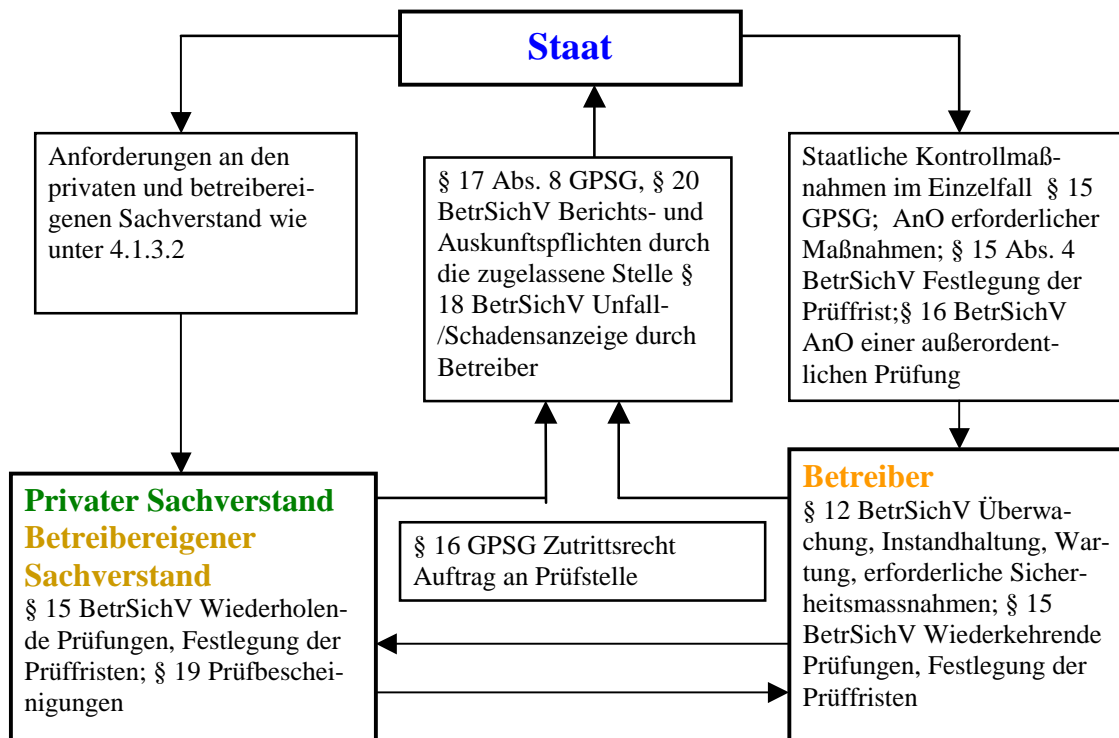 Staat
Anforderungen an den
privaten und betreiberei-
genen Sachverstand wie
unter 4.1.3.2
§ 17 Abs. 8 GPSG, § 20
BetrSichV Berichts- und
Auskunftspflichten durch
die zugelassene Stelle §
18 BetrSichV Unfall-
/Schadensanzeige durch
Betreiber
Staatliche Kontrollmaß-
nahmen im Einzelfall § 15
GPSG; AnO erforderlicher
Maßnahmen; § 15 Abs. 4
BetrSichV Festlegung der
Prüffrist;§ 16 BetrSichV
AnO einer außerordent-
lichen Prüfung
Privater Sachverstand
Betreibereigener
Sachverstand
§ 15 BetrSichV Wiederholen-
de Prüfungen, Festlegung der
Prüffristen; § 19 Prüfbeschei-
nigungen
§ 16 GPSG Zutrittsrecht
Auftrag an Prüfstelle
Betreiber
§ 12 BetrSichV Überwa-
chung, Instandhaltung, War-
tung, erforderliche Sicher-
heitsmassnahmen; § 15
BetrSichV Wiederkehrende
Prüfungen, Festlegung der
Prüffristen